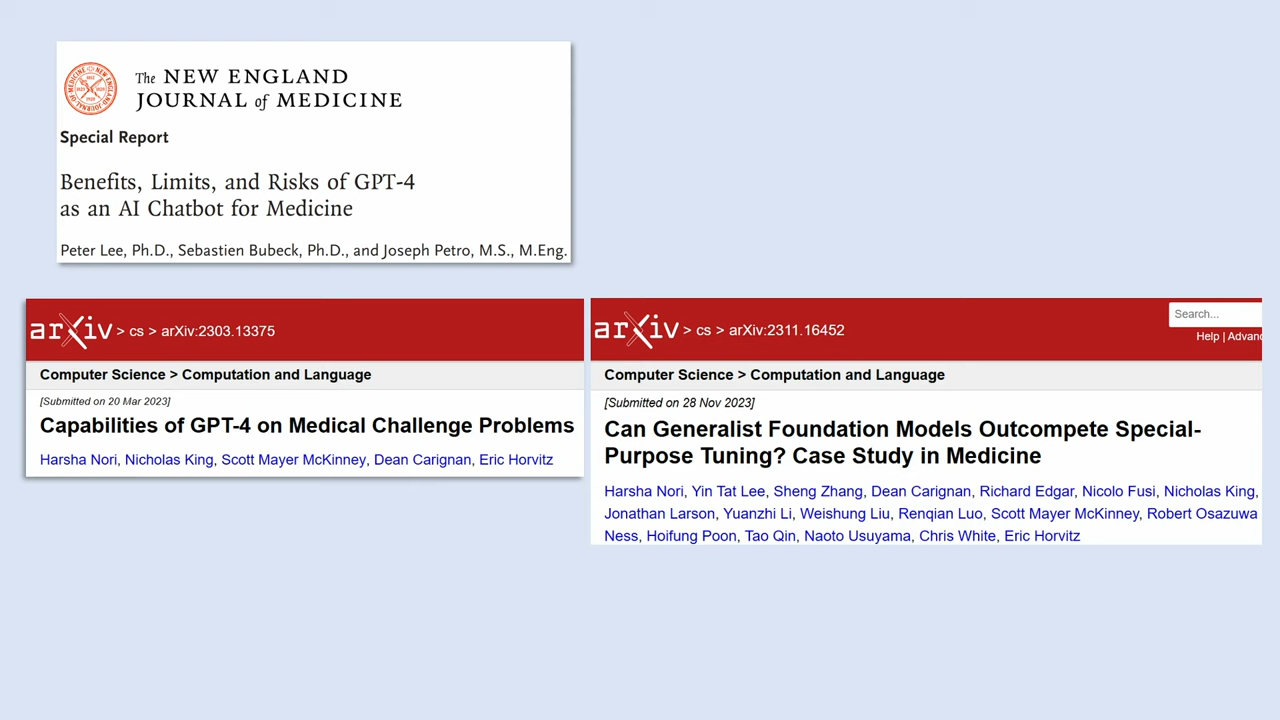 The NEW ENGLAND
JOURNAL of MEDICINE
Special Report
Benefits, Limits, and Risks of GPT-4
as an AI Chatbot for Medicine
Peter Lee, Ph.D., Sebastien Bubeck, Ph.D., and Joseph Petro, M.S., M.Eng.
arXiv > cs > arXiv:2303.13375
Computer Science > Computation and Language
[Submitted on 20 Mar 2023]
Capabilities of GPT-4 on Medical Challenge Problems
Harsha Nori, Nicholas King, Scott Mayer McKinney, Dean Carignan, Eric Horvitz
arXiv > cs > arXiv:2311.16452
Search...
Help | Advanc
Computer Science > Computation and Language
[Submitted on 28 Nov 2023]
Can Generalist Foundation Models Outcompete Special-
Purpose Tuning? Case Study in Medicine
Harsha Nori, Yin Tat Lee, Sheng Zhang, Dean Carignan, Richard Edgar, Nicolo Fusi, Nicholas King,
Jonathan Larson, Yuanzhi Li, Weishung Liu, Renqian Luo, Scott Mayer McKinney, Robert Osazuwa
Ness, Hoifung Poon, Tao Qin, Naoto Usuyama, Chris White, Eric Horvitz